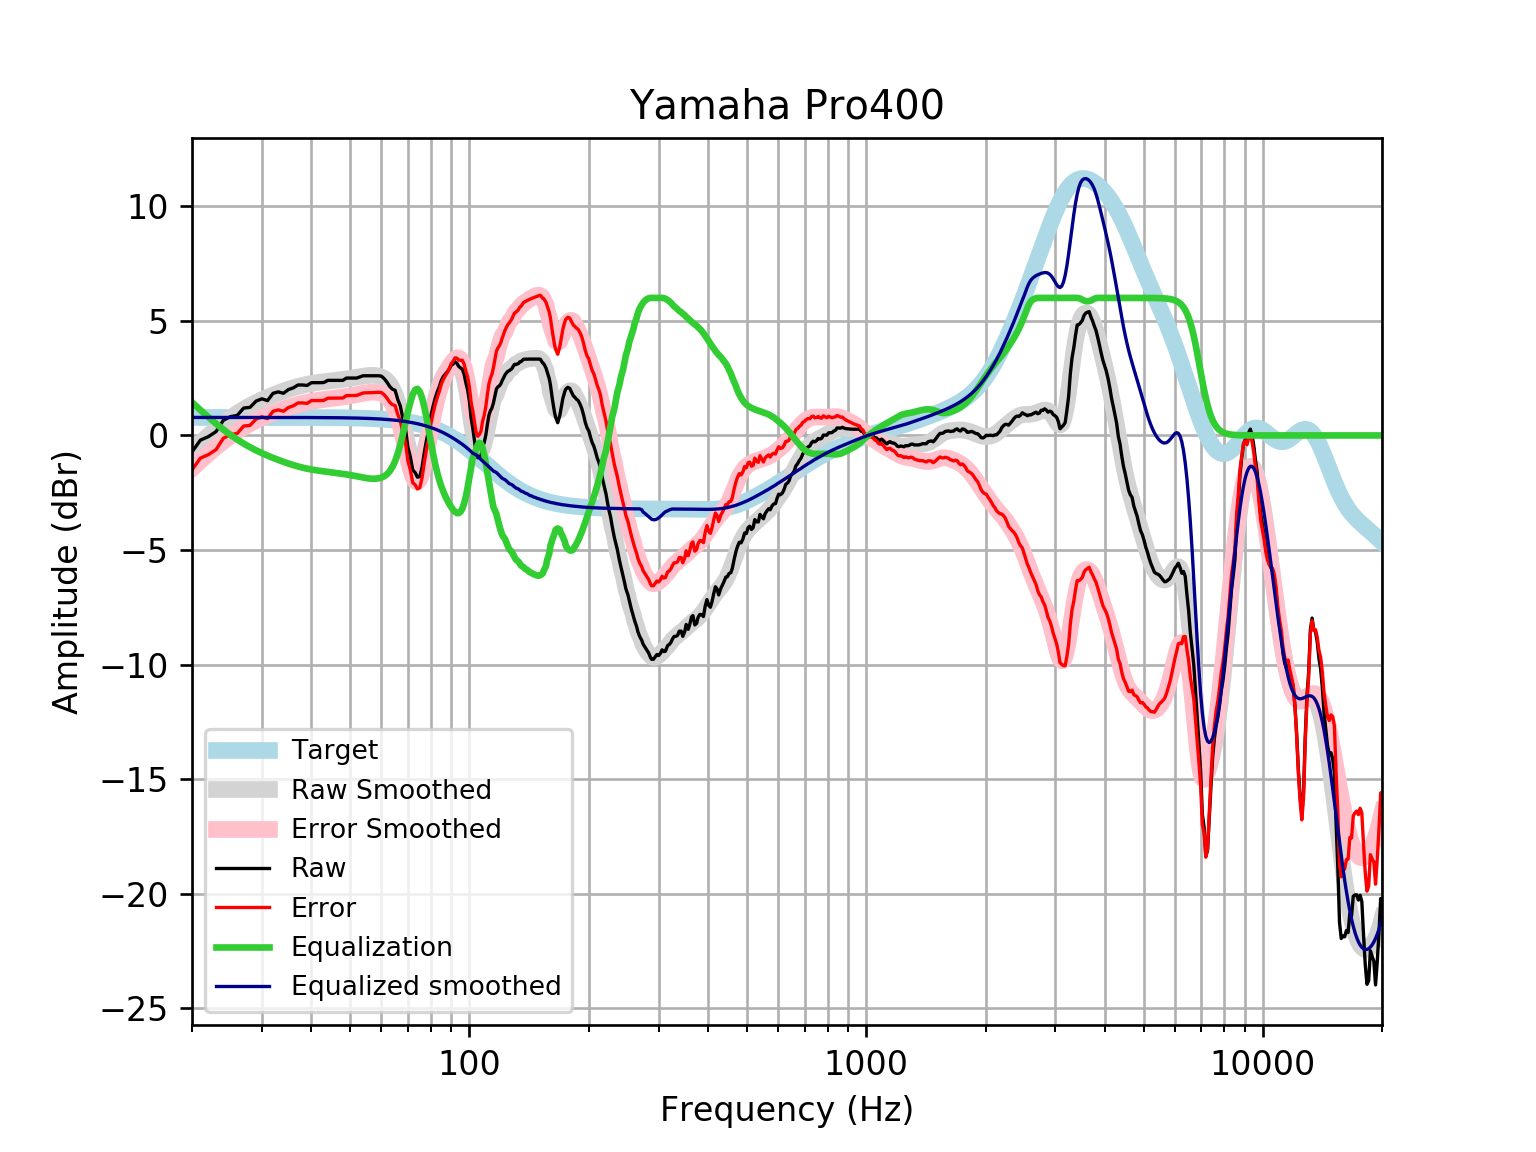 Yamaha Pro400
Amplitude (dBr)
10
5
0
−5
−10
−15
−20
−25
Target
Raw Smoothed
Error Smoothed
Raw
Error
Equalization
Equalized smoothed
100
1000
10000
Frequency (Hz)